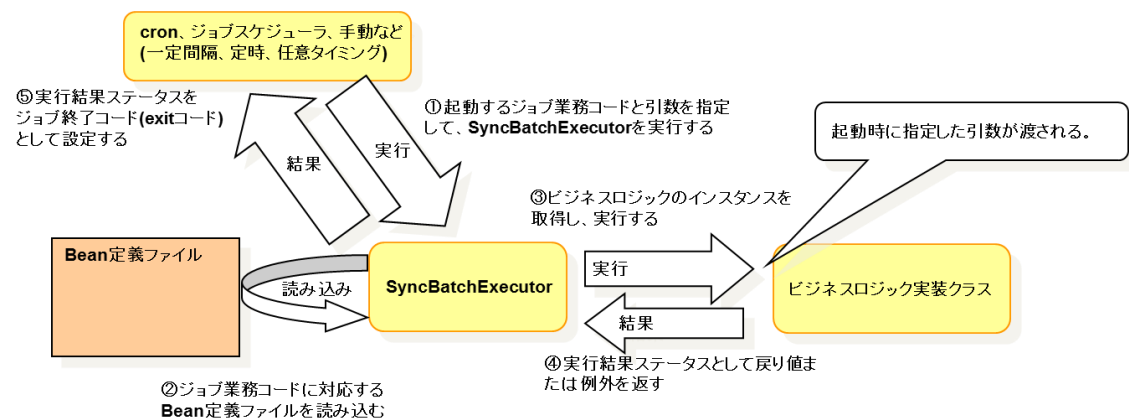 cron、ジョブスケジューラ、手動など
(一定間隔、定時、任意タイミング)
⑤実行結果ステータスを
ジョブ終了コード(exitコード)
として設定する
①起動するジョブ業務コードと引数を指定
して、SyncBatchExecutorを実行する
起動時に指定した引数が渡される。
結果
実行
③ビジネスロジックのインスタンスを
取得し、実行する
Bean定義ファイル
読み込み
SyncBatchExecutor
実行
ビジネスロジック実装クラス
結果
④実行結果ステータスとして戻り値ま
たは例外を返す
②ジョブ業務コードに対応する
Bean定義ファイルを読み込む